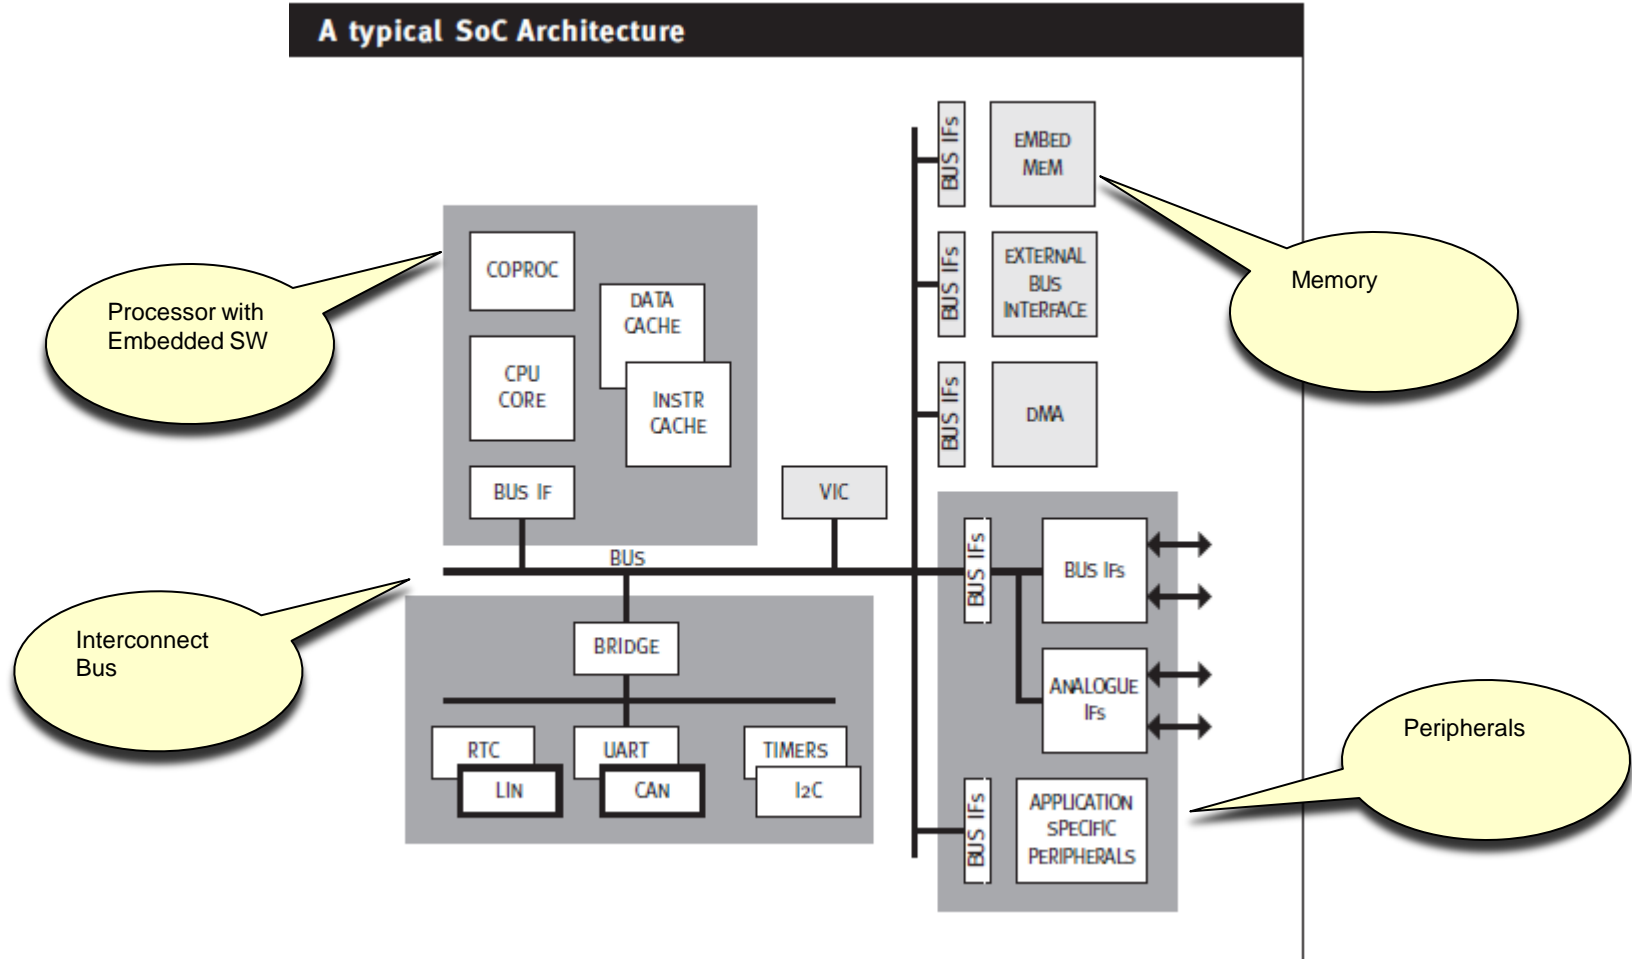 A typical SoC Architecture
BUS IFs
EMBED
MEM
COPROC
DATA
CACHE
BUS IFs
EXTERNAL
BUS
INTERFACE
Memory
Processor with
Embedded SW
CPU
CORE
INSTR
CACHE
BUS IFs
DMA
BUS IF
VIC
BUS
BUS IFs
BUS IFs
Interconnect
Bus
BRIDGE
ANALOGUE
IFs
Peripherals
RTC
LIN
UART
CAN
TIMERS
I2C
BUS IFs
APPLICATION
SPECIFIC
PERIPHERALS